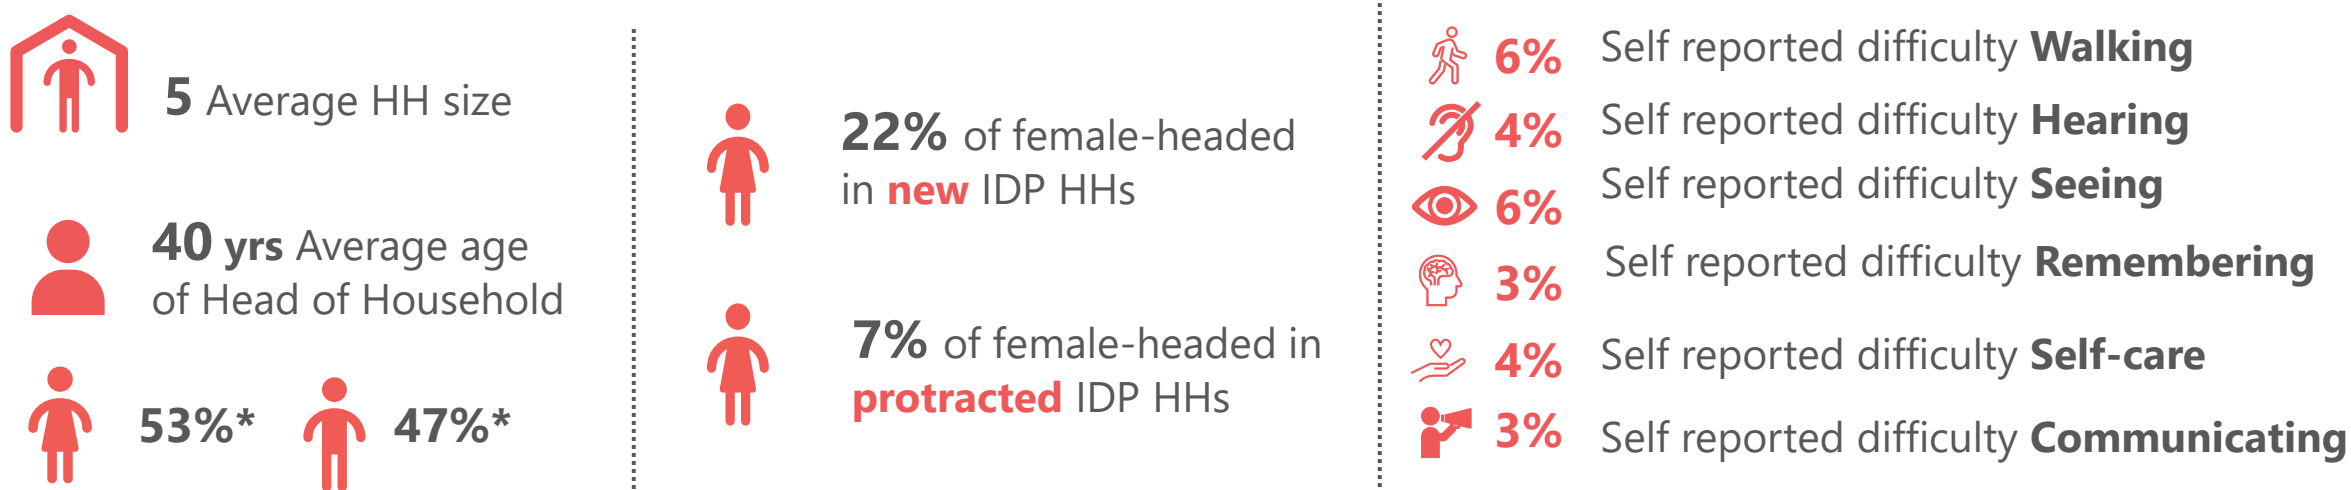 5 Average HH size
40 yrs Average age
of Head of Household
53%* 47%*
22% of female-headed
in new IDP HHs
7% of female-headed in
protracted IDP HHs
6% Self reported difficulty Walking
4% Self reported difficulty Hearing
6% Self reported difficulty Seeing
3% Self reported difficulty Remembering
4% Self reported difficulty Self-care
3% Self reported difficulty Communicating